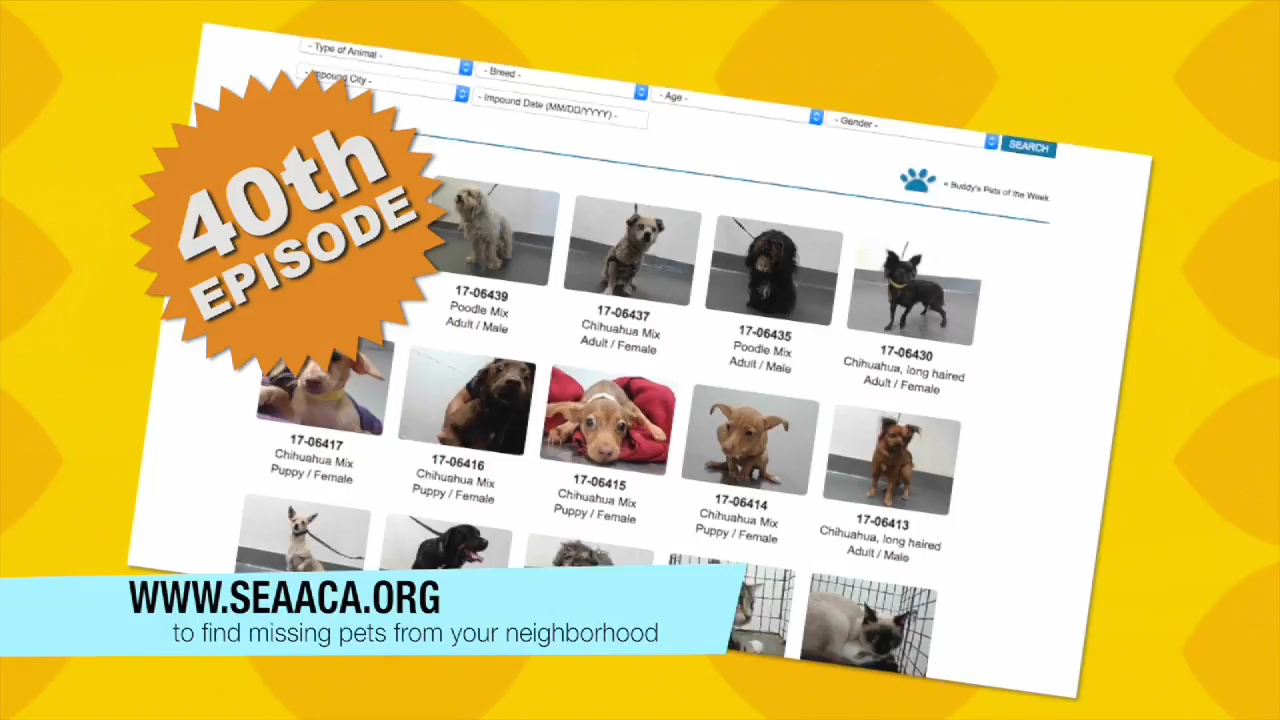 - Type of Animal -
- Breed -
- Age -
- Gender -
SEARCH
- Impound City -
- Impound Date (MM/DD/YYYY) -
= Buddy's Pets of the Week
40th
EPISODE
17-06439
Poodle Mix
Adult / Male
17-06437
Chihuahua Mix
Adult / Female
17-06435
Poodle Mix
Adult / Male
17-06430
Chihuahua, long haired
Adult / Female
17-06417
Chihuahua Mix
Puppy / Female
17-06416
Chihuahua Mix
Puppy / Female
17-06415
Chihuahua Mix
Puppy / Female
17-06414
Chihuahua Mix
Puppy / Female
17-06413
Chihuahua, long haired
Adult / Male
WWW.SEAACA.ORG
to find missing pets from your neighborhood